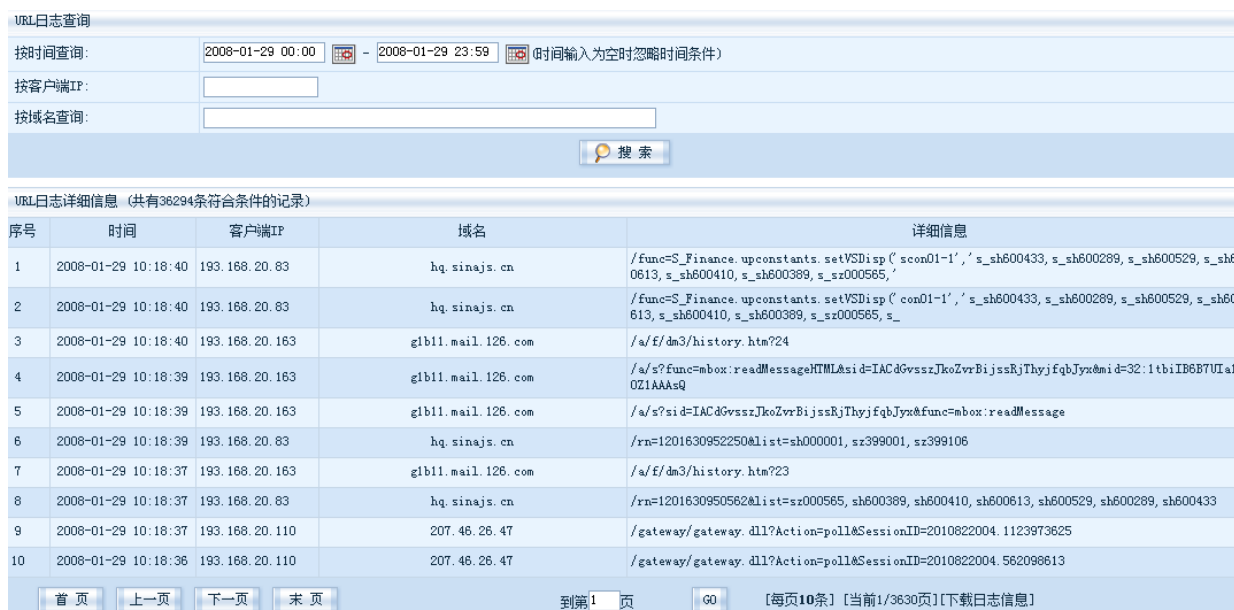 URL日志查询
按时间查询: 2008-01-29 00:00 - 2008-01-29 23:59 (时间输入为空时忽略时间条件)
按客户端IP:
按域名查询:
搜 索
URL日志详细信息 (共有36294条符合条件的记录)
序号 时间 客户端IP 域名 详细信息
1 2008-01-29 10:18:40 193.168.20.83 hq.sinajs.cn /func=S_Finance.upconstants.setVSDisp('scon01-1','s_sh600433,s_sh600289,s_sh600529,s_sh6
0613,s_sh600410,s_sh600389,s_sz000565,'
2 2008-01-29 10:18:40 193.168.20.83 hq.sinajs.cn /func=S_Finance.upconstants.setVSDisp('con01-1','s_sh600433,s_sh600289,s_sh600529,s_sh60
613,s_sh600410,s_sh600389,s_sz000565,s_
3 2008-01-29 10:18:40 193.168.20.163 g1b11.mail.126.com /a/f/dm3/history.htm?24
4 2008-01-29 10:18:39 193.168.20.163 g1b11.mail.126.com /a/s?func=mbox:readMessageHTML&sid=IACdGvsszJkoZvrBijssRjThyjfqbJyx&mid=32:1tbiIB6B7UIa
OZ1AAAsQ
5 2008-01-29 10:18:39 193.168.20.163 g1b11.mail.126.com /a/s?sid=IACdGvsszJkoZvrBijssRjThyjfqbJyx&func=mbox:readMessage
6 2008-01-29 10:18:39 193.168.20.83 hq.sinajs.cn /rn=1201630952250&list=sh000001,sz399001,sz399106
7 2008-01-29 10:18:37 193.168.20.163 g1b11.mail.126.com /a/f/dm3/history.htm?23
8 2008-01-29 10:18:37 193.168.20.83 hq.sinajs.cn /rn=1201630950562&list=sz000565,sh600389,sh600410,sh600613,sh600529,sh600289,sh600433
9 2008-01-29 10:18:37 193.168.20.110 207.46.26.47 /gateway/gateway.dll?Action=poll&SessionID=2010822004.1123973625
10 2008-01-29 10:18:36 193.168.20.110 207.46.26.47 /gateway/gateway.dll?Action=poll&SessionID=2010822004.562098613
首 页 上一页 下一页 末 页 到第1 页 GO [每页10条] [当前1/3630页][下载日志信息]